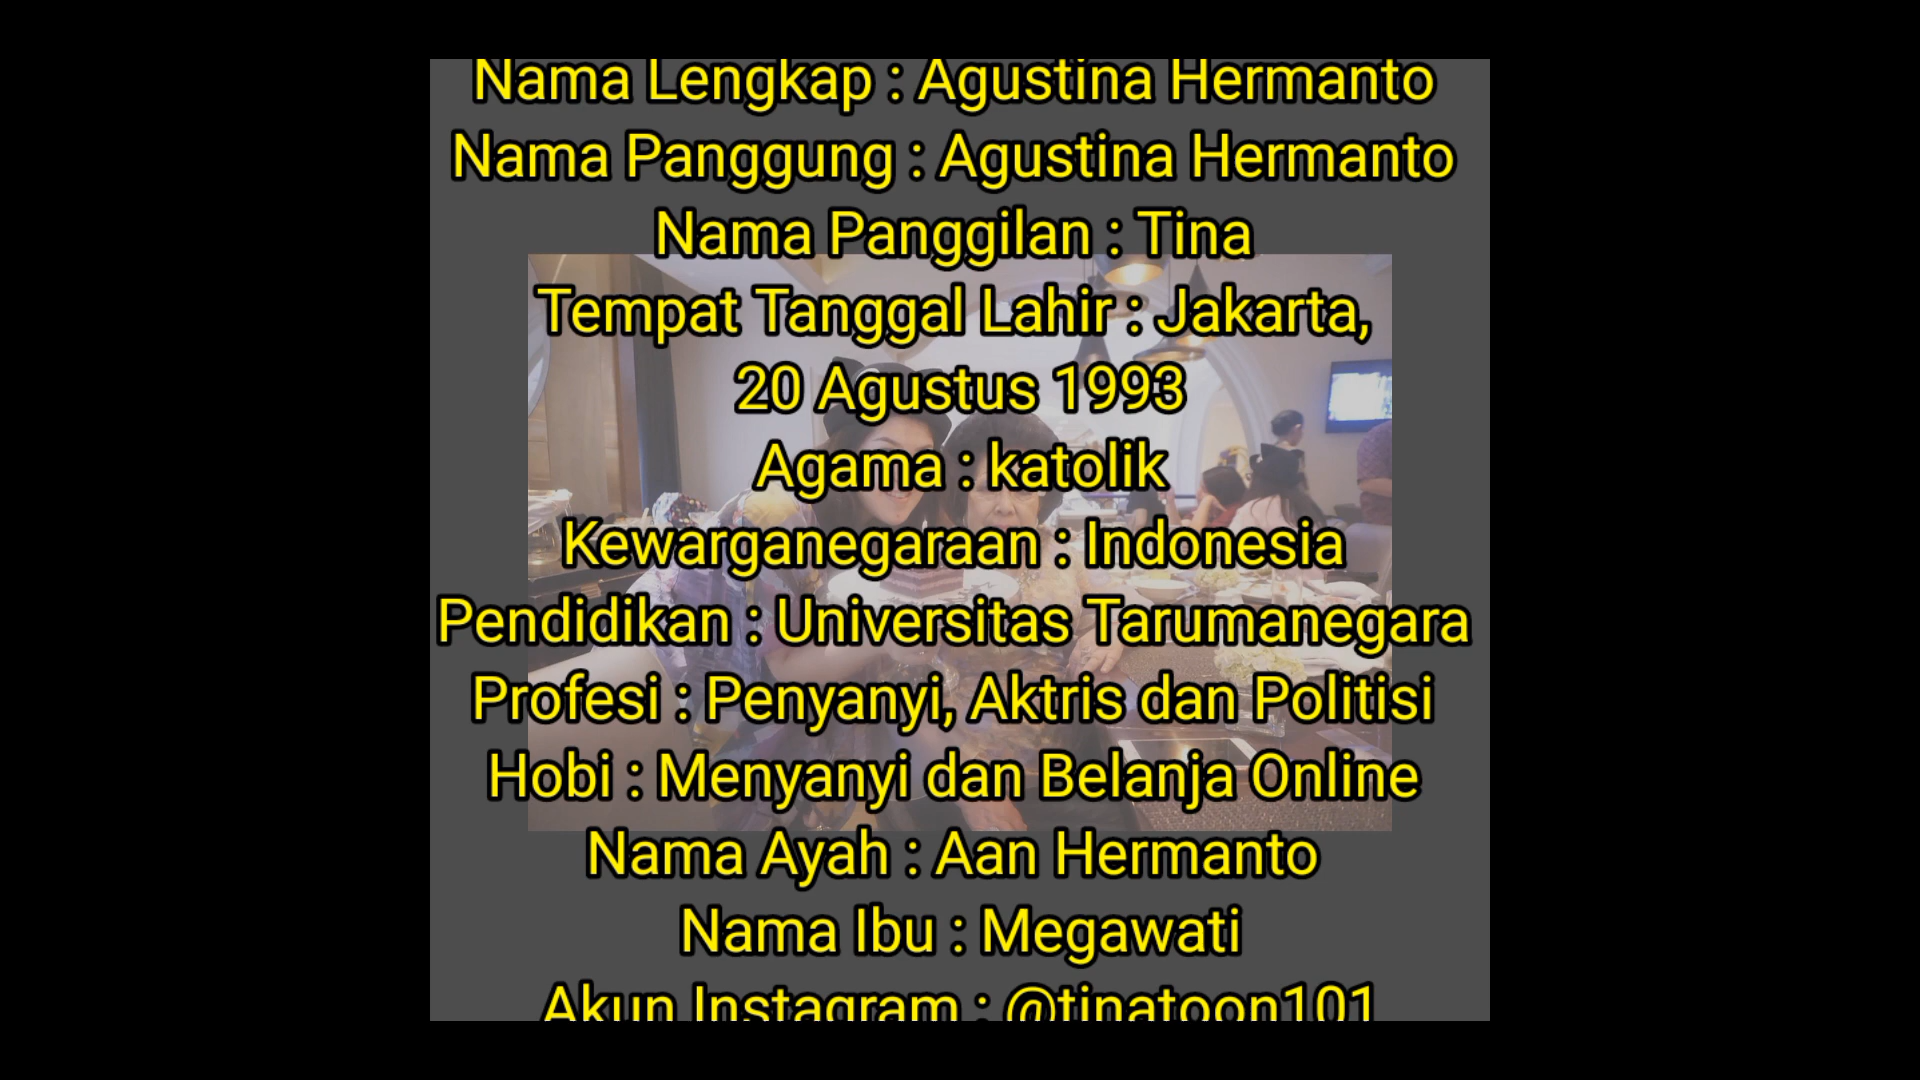 Nama Lengkap : Agustina Hermanto
Nama Panggung : Agustina Hermanto
Nama Panggilan : Tina
Tempat Tanggal Lahir : Jakarta,
20 Agustus 1993
Agama : katolik
Kewarganegaraan : Indonesia
Pendidikan : Universitas Tarumanegara
Profesi : Penyanyi, Aktris dan Politisi
Hobi : Menyanyi dan Belanja Online
Nama Ayah : Aan Hermanto
Nama Ibu : Megawati
Akun Instagram : @tinatoon101